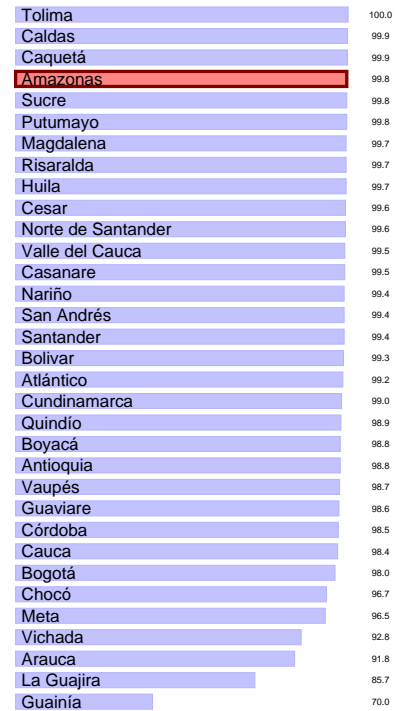 Tolima 100.0
Caldas 99.9
Caquetá 99.9
Amazonas 99.8
Sucre 99.8
Putumayo 99.8
Magdalena 99.7
Risaralda 99.7
Huila 99.7
Cesar 99.6
Norte de Santander 99.6
Valle del Cauca 99.5
Casanare 99.5
Nariño 99.4
San Andrés 99.4
Santander 99.4
Bolivar 99.3
Atlántico 99.2
Cundinamarca 99.0
Quindío 98.9
Boyacá 98.8
Antioquia 98.8
Vaupés 98.7
Guaviare 98.6
Córdoba 98.5
Cauca 98.4
Bogotá 98.0
Chocó 96.7
Meta 96.5
Vichada 92.8
Arauca 91.8
La Guajira 85.7
Guainía 70.0